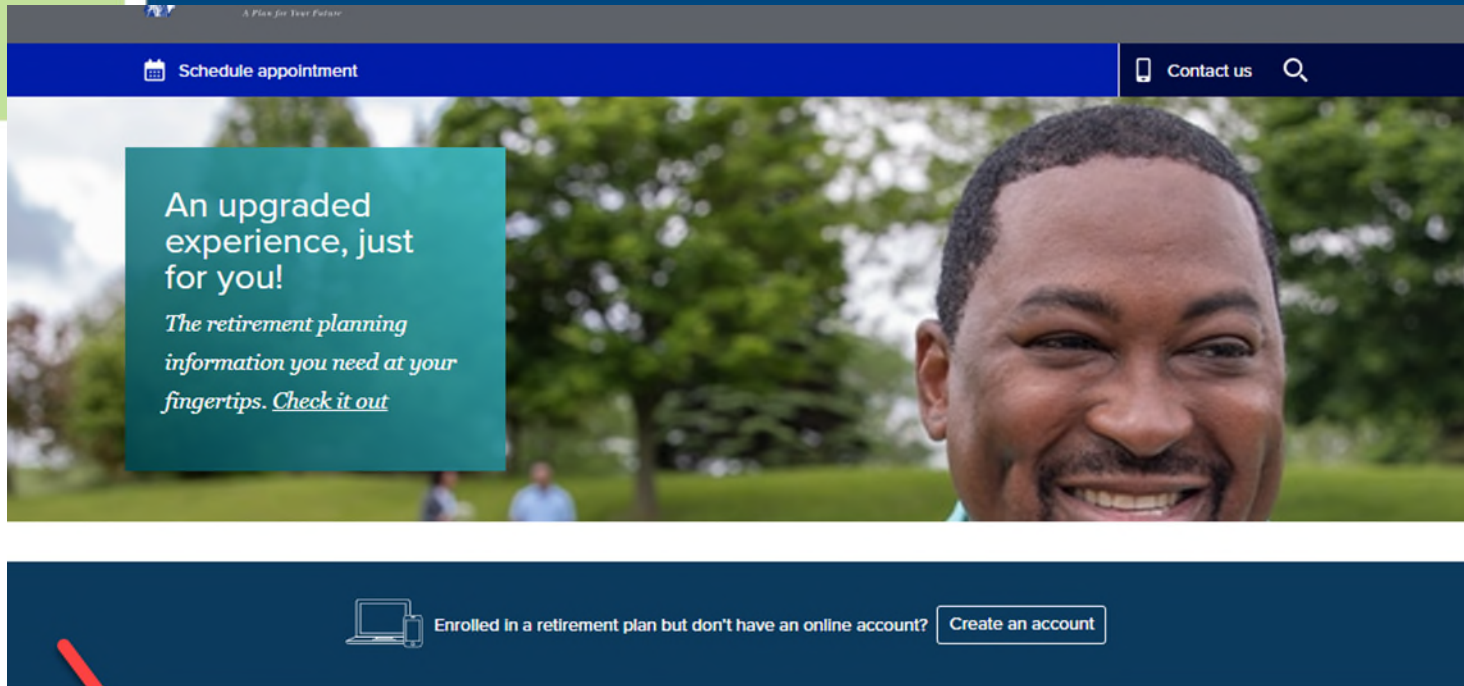 A Plan for Your Future
Schedule appointment
Contact us
An upgraded
experience, just
for you!
The retirement planning
information you need at your
fingertips. Check it out
Enrolled in a retirement plan but don't have an online account?
Create an account